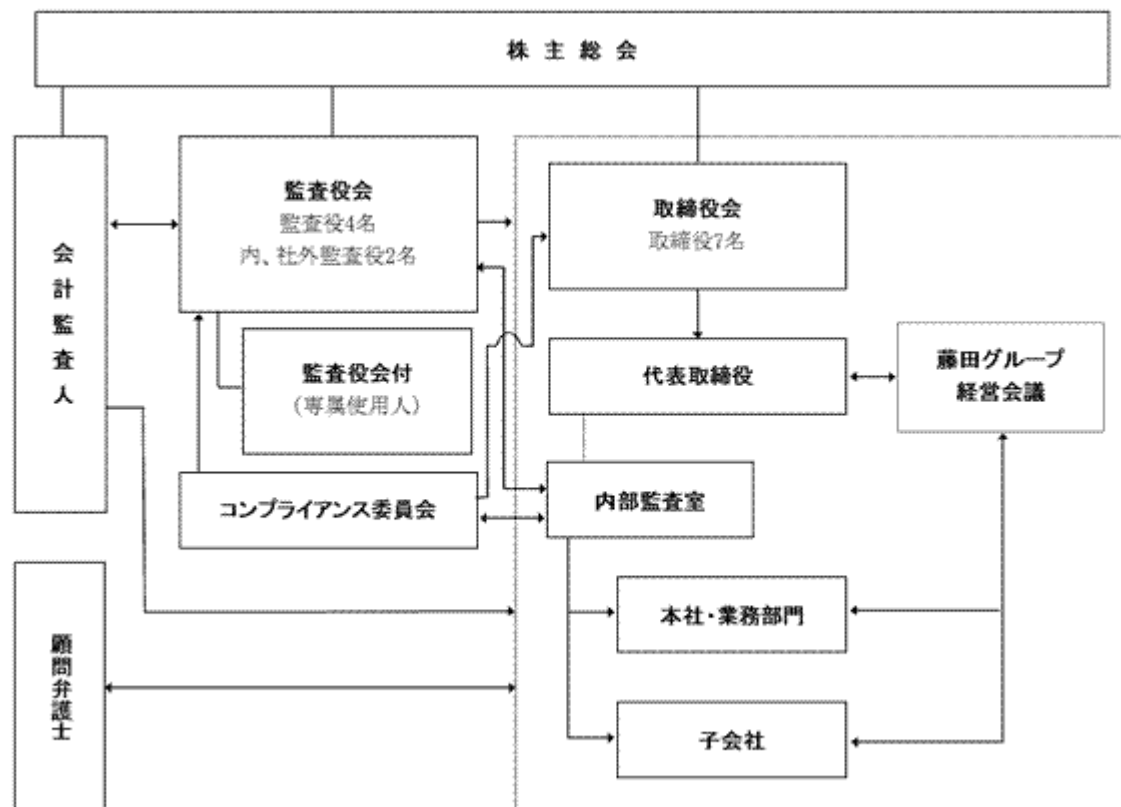 株主総会
会計監査人
監査役会
監査役4名
内、社外監査役2名
監査役会付
(専属使用人)
コンプライアンス委員会
顧問弁護士
取締役会
取締役7名
代表取締役
藤田グループ
経営会議
内部監査室
本社・業務部門
子会社